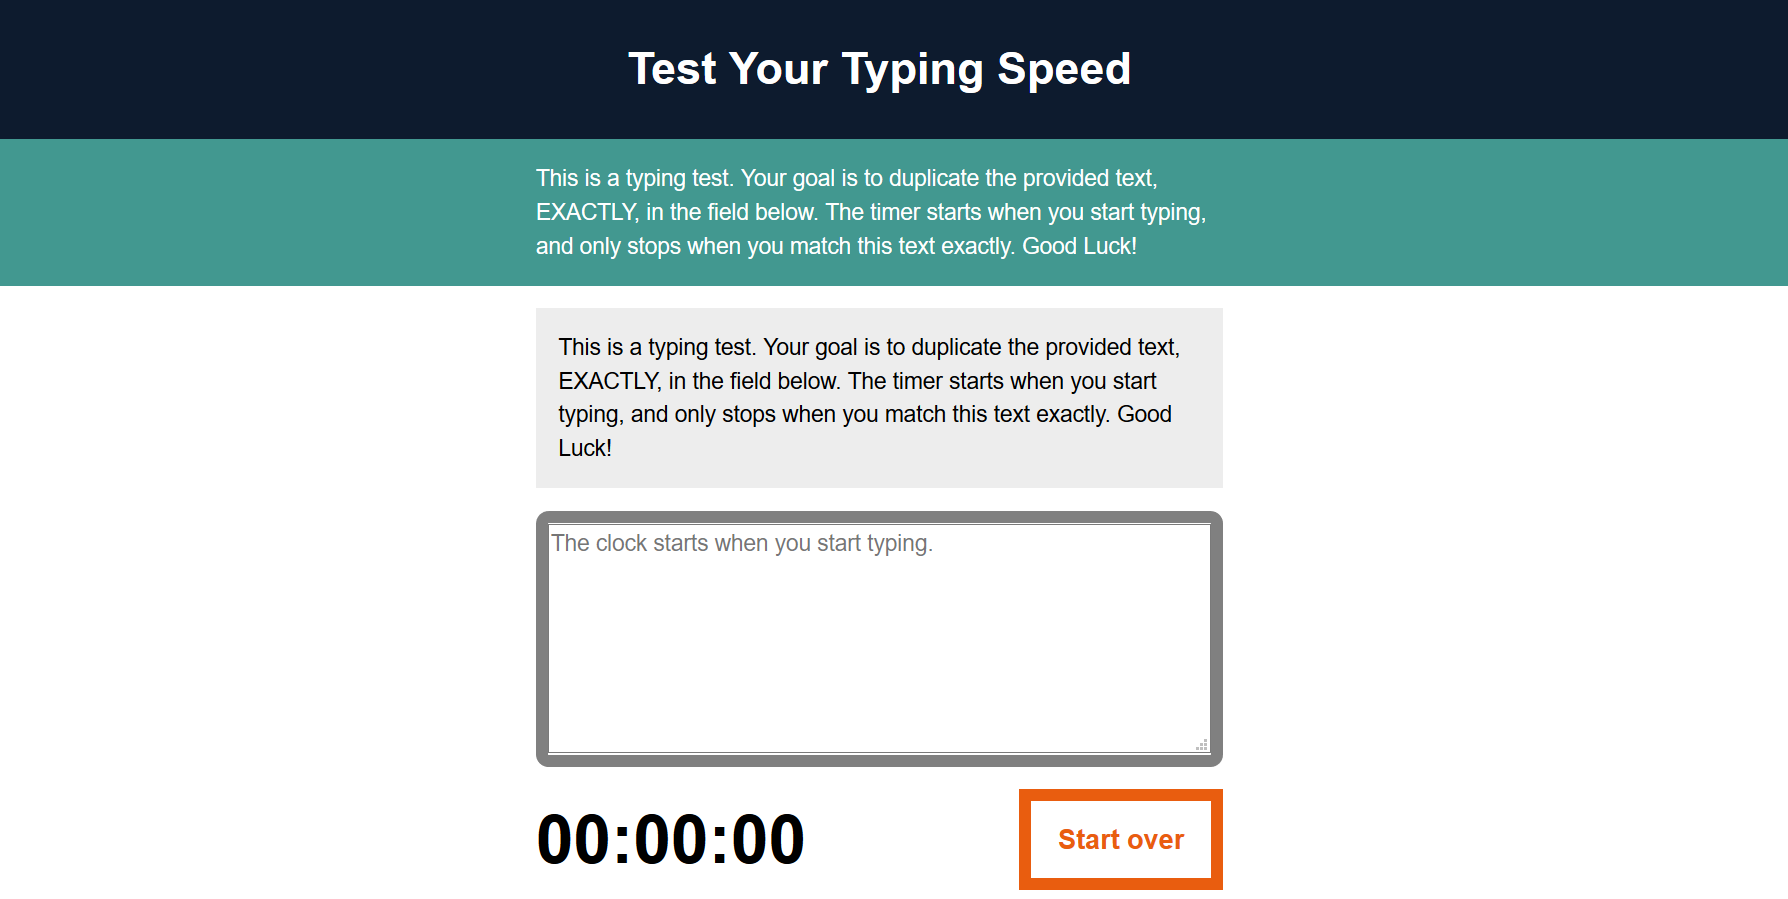 Test Your Typing Speed
This is a typing test. Your goal is to duplicate the provided text,
EXACTLY, in the field below. The timer starts when you start typing,
and only stops when you match this text exactly. Good Luck!
This is a typing test. Your goal is to duplicate the provided text,
EXACTLY, in the field below. The timer starts when you start
typing, and only stops when you match this text exactly. Good
Luck!
The clock starts when you start typing.
00:00:00
Start over